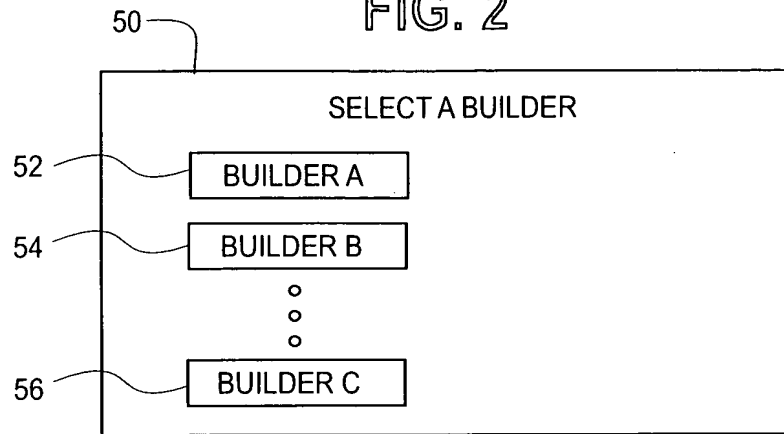 FIG. 2
50
SELECT A BUILDER
52
BUILDER A
54
BUILDER B
56
BUILDER C